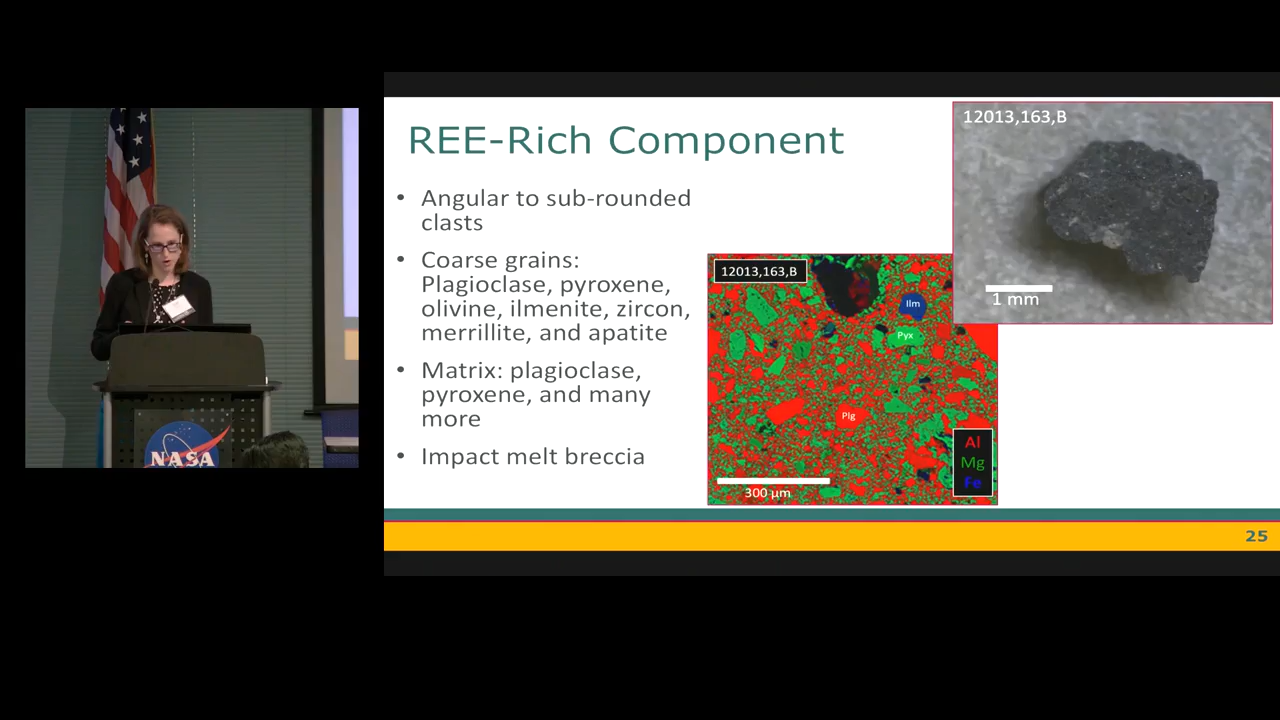 REE-Rich Component
• Angular to sub-rounded
clasts
• Coarse grains:
Plagioclase, pyroxene,
olivine, ilmenite, zircon,
merrillite, and apatite
• Matrix: plagioclase,
pyroxene, and many
more
• Impact melt breccia
12013,163,B
1 mm
12013,163,B
Ilm
Pyx
Plg
Al
Mg
Fe
300 µm
25
NASA